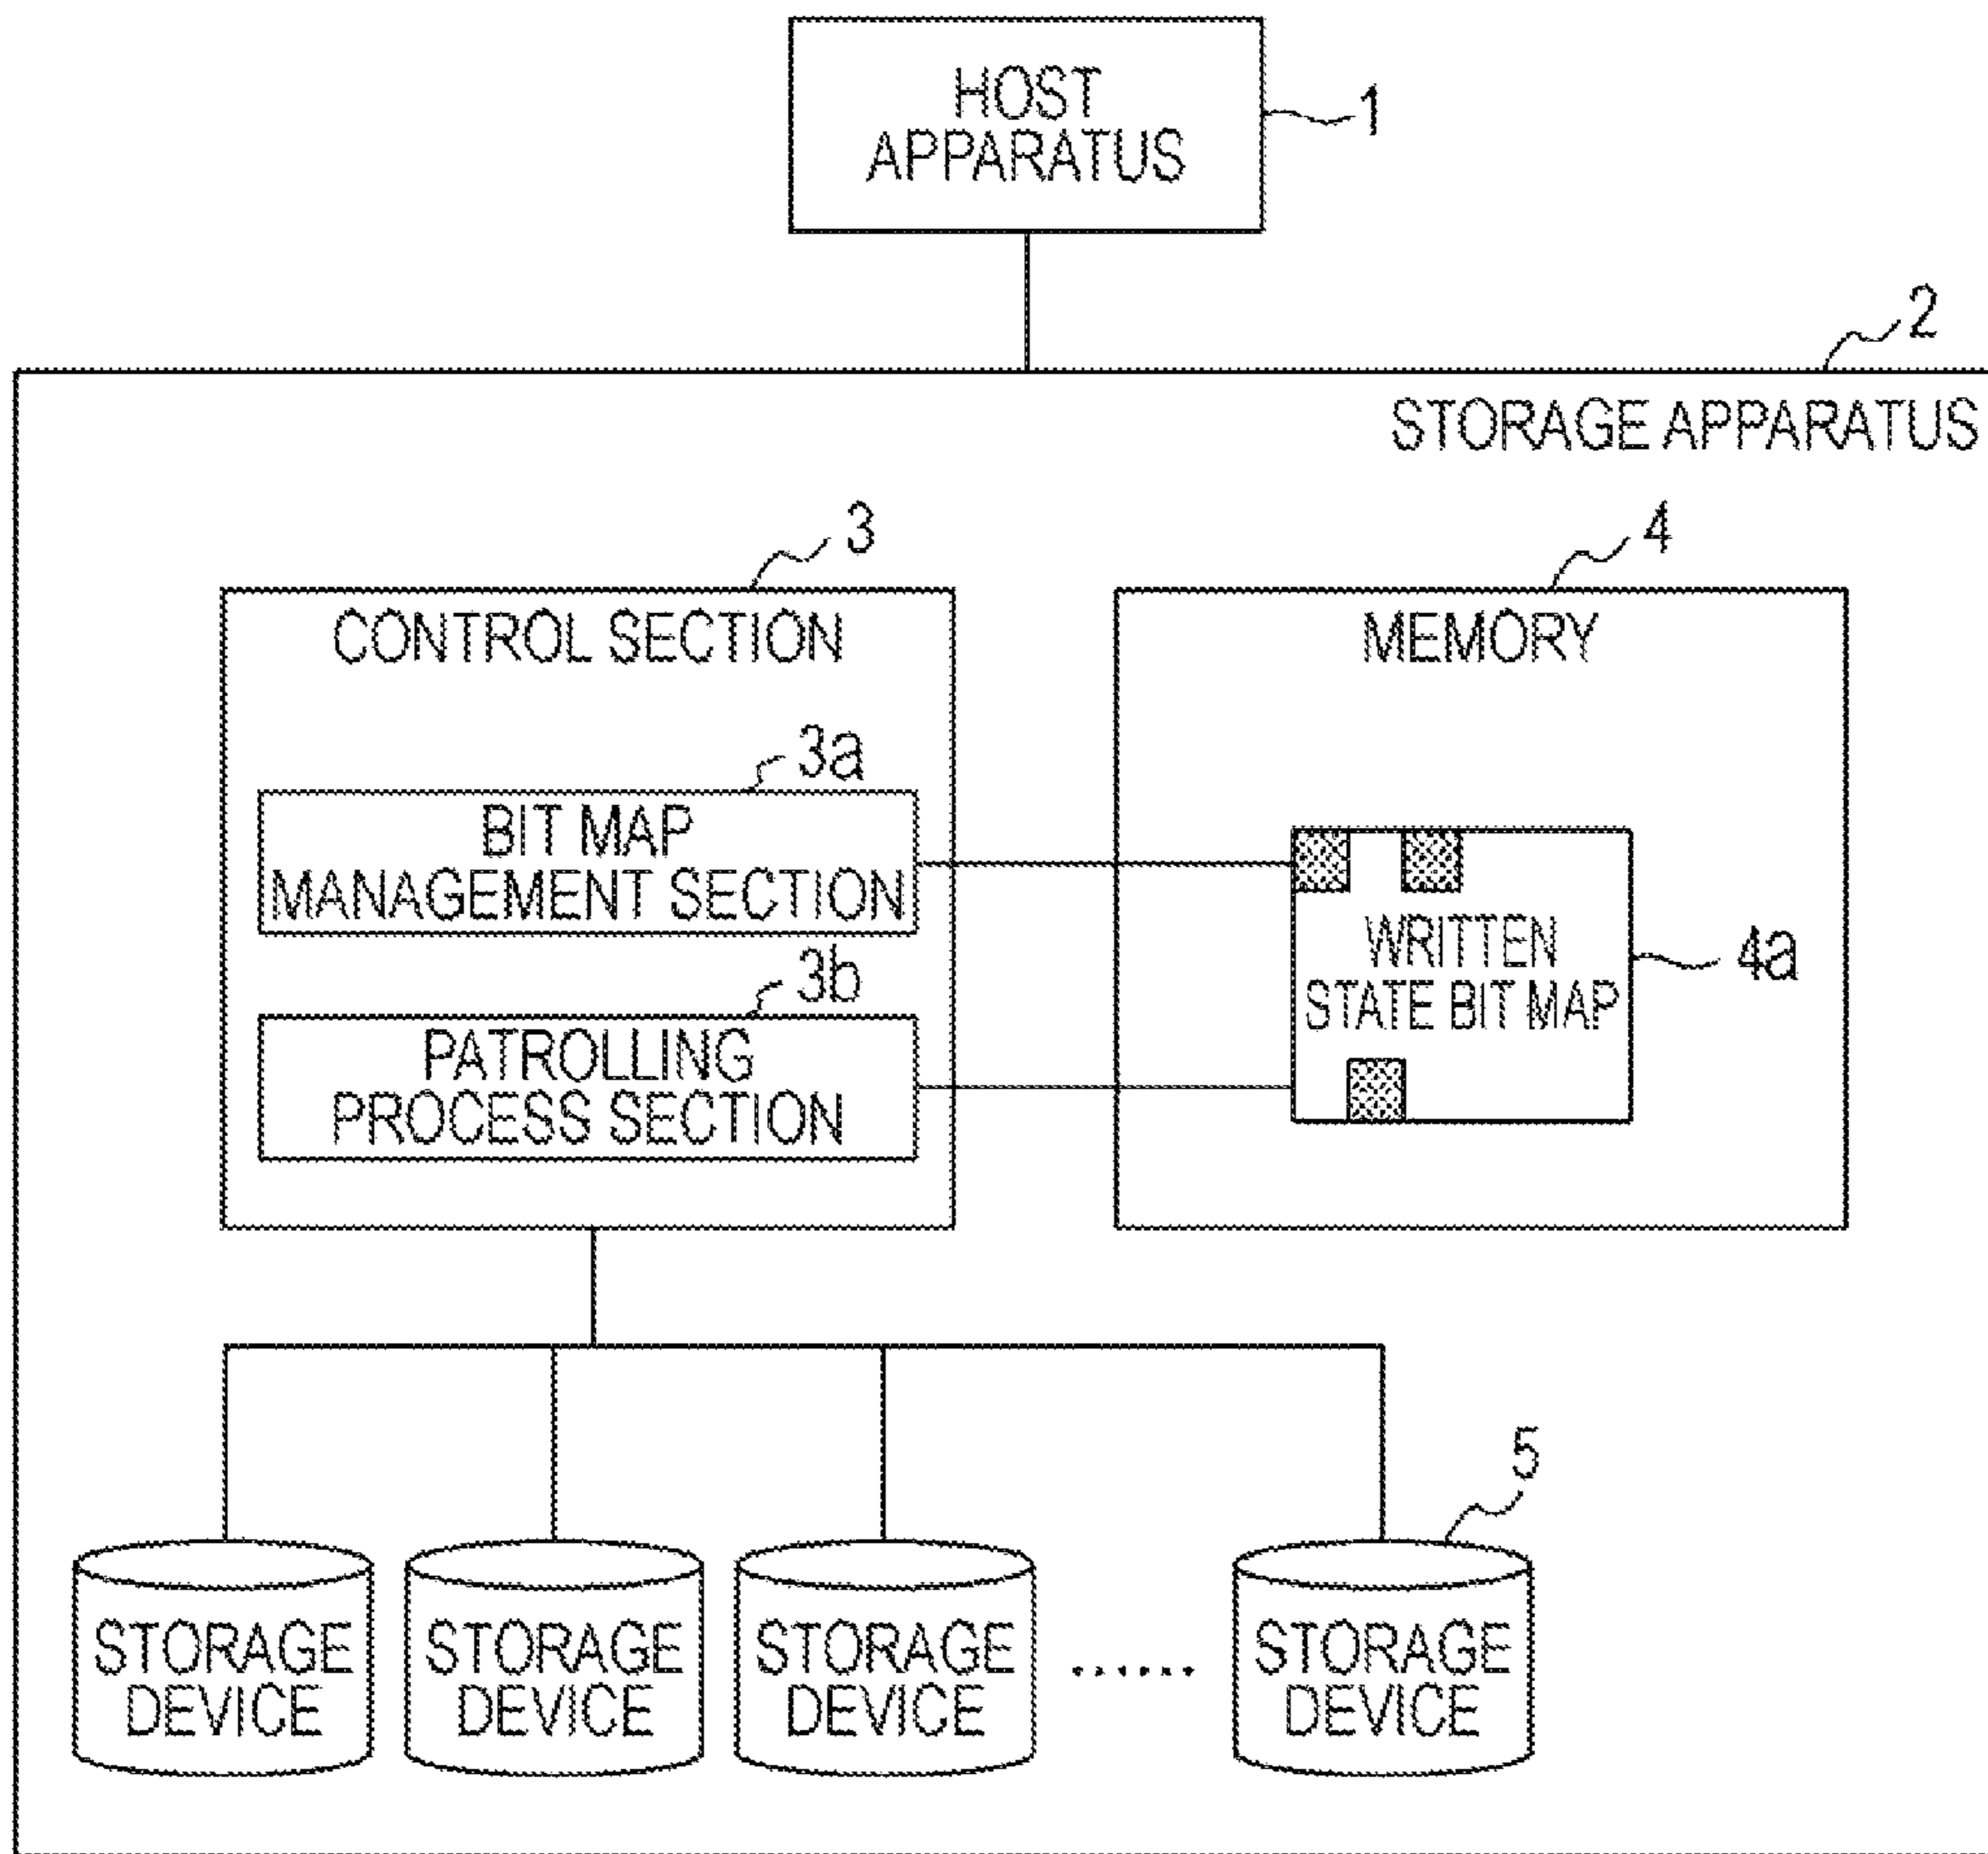 HOST
APPARATUS
1
2
STORAGE APPARATUS
3
4
CONTROL SECTION
MEMORY
3a
BIT MAP
MANAGEMENT SECTION
WRITTEN
STATE BIT MAP
4a
3b
PATROLLING
PROCESS SECTION
5
STORAGE
DEVICE
STORAGE
DEVICE
STORAGE
DEVICE
......
STORAGE
DEVICE